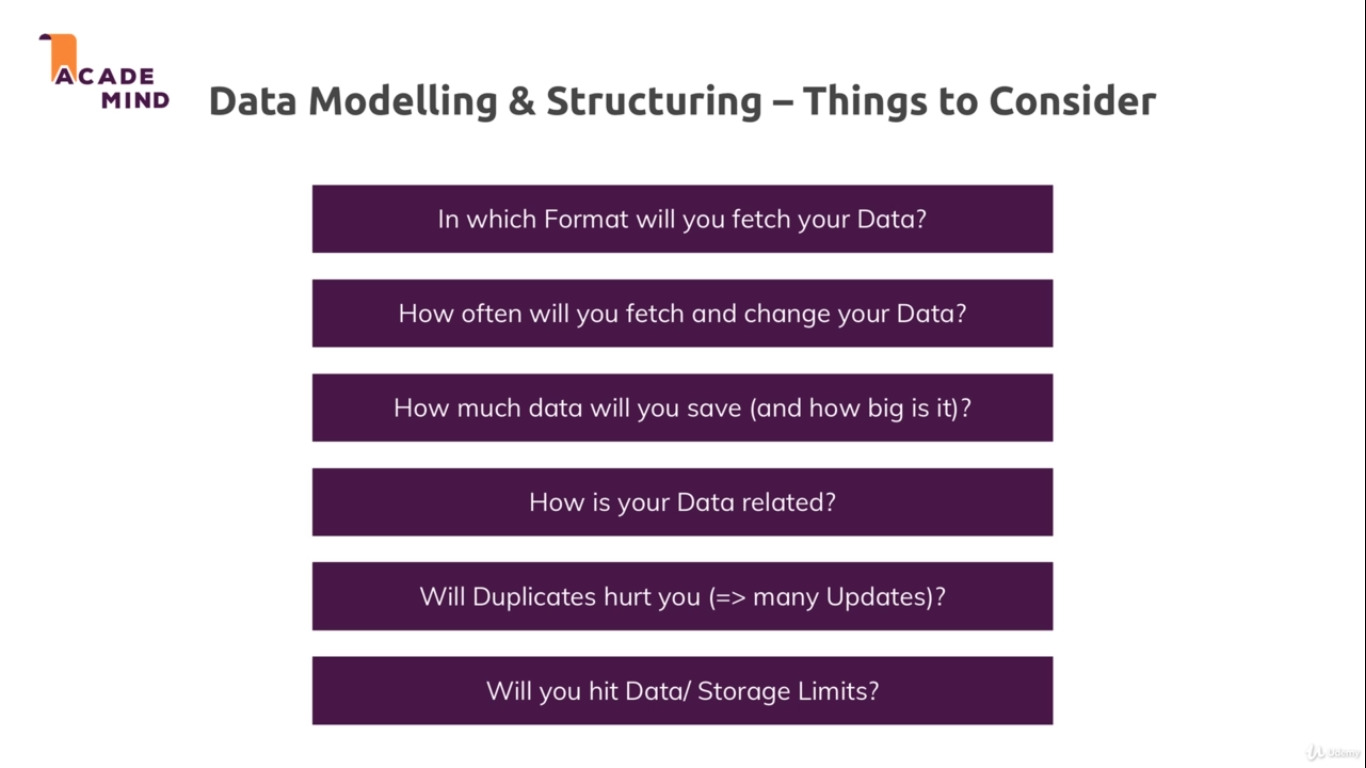 ACADE
MIND
Data Modelling & Structuring – Things to Consider
In which Format will you fetch your Data?
How often will you fetch and change your Data?
How much data will you save (and how big is it)?
How is your Data related?
Will Duplicates hurt you (=> many Updates)?
Will you hit Data/ Storage Limits?
Udemy